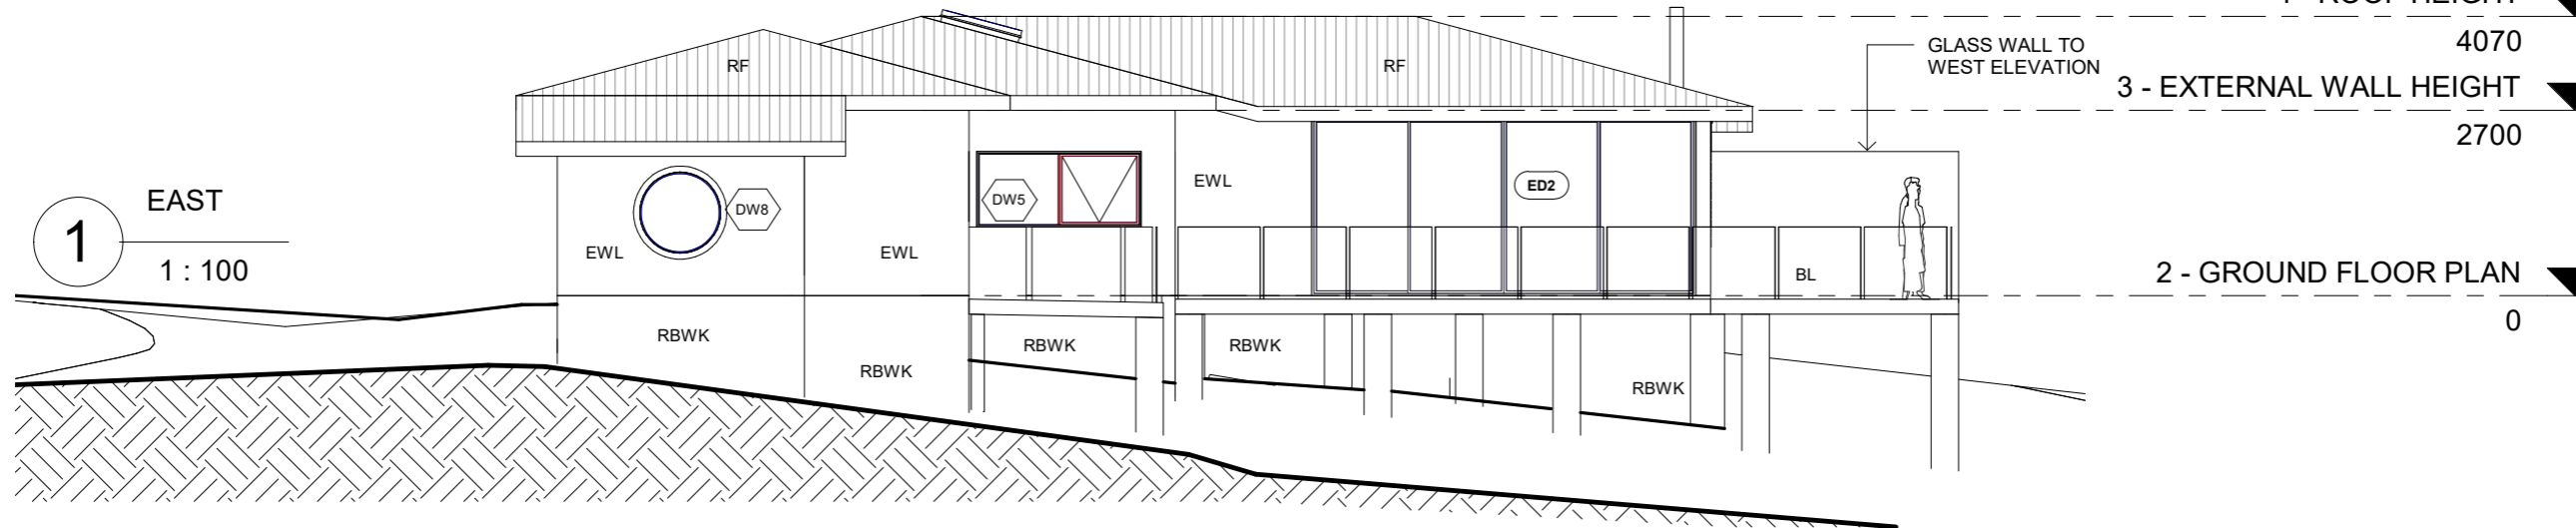 4070
GLASS WALL TO
WEST ELEVATION
3 - EXTERNAL WALL HEIGHT
2700
RF
RF
EWL
ED2
DW5
DW8
EAST
1
1 : 100
EWL
EWL
BL
2 - GROUND FLOOR PLAN
0
RBWK
RBWK
RBWK
RBWK
RBWK